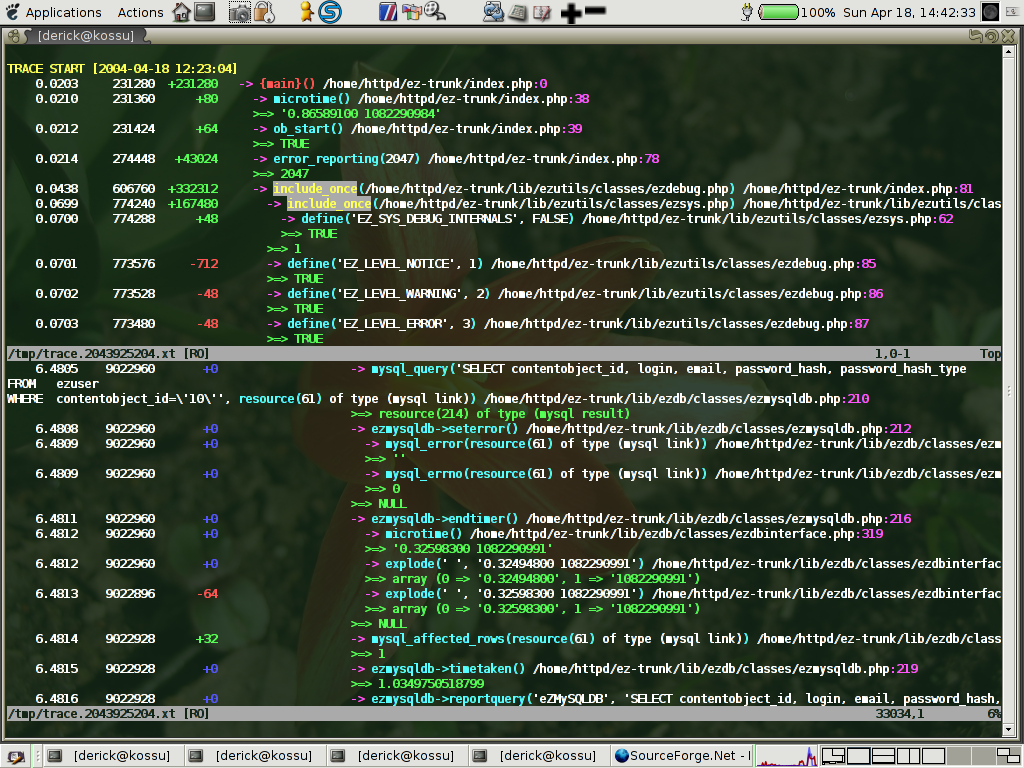 Applications Actions 100% Sun Apr 18, 14:42:33
[derick@kossu]
TRACE START [2004-04-18 12:23:04]
0.0203 231280 +231280 -> {main}() /home/httpd/ez-trunk/index.php:0
0.0210 231360 +80 -> microtime() /home/httpd/ez-trunk/index.php:38
>=> '0.86589100 1082290984'
0.0212 231424 +64 -> ob_start() /home/httpd/ez-trunk/index.php:39
>=> TRUE
0.0214 274448 +43024 -> error_reporting(2047) /home/httpd/ez-trunk/index.php:78
>=> 2047
0.0438 606760 +332312 -> include_once(/home/httpd/ez-trunk/lib/ezutils/classes/ezdebug.php) /home/httpd/ez-trunk/index.php:81
0.0699 774240 +167480 -> include_once(/home/httpd/ez-trunk/lib/ezutils/classes/ezsys.php) /home/httpd/ez-trunk/lib/ezutils/clas
0.0700 774288 +48 -> define('EZ_SYS_DEBUG_INTERNALS', FALSE) /home/httpd/ez-trunk/lib/ezutils/classes/ezsys.php:62
>=> TRUE
>=> 1
0.0701 773576 -712 -> define('EZ_LEVEL_NOTICE', 1) /home/httpd/ez-trunk/lib/ezutils/classes/ezdebug.php:85
>=> TRUE
0.0702 773528 -48 -> define('EZ_LEVEL_WARNING', 2) /home/httpd/ez-trunk/lib/ezutils/classes/ezdebug.php:86
>=> TRUE
0.0703 773480 -48 -> define('EZ_LEVEL_ERROR', 3) /home/httpd/ez-trunk/lib/ezutils/classes/ezdebug.php:87
>=> TRUE
/tmp/trace.2043925204.xt [RO] 1,0-1 Top
6.4805 9022960 +0 -> mysql_query('SELECT contentobject_id, login, email, password_hash, password_hash_type
FROM ezuser
WHERE contentobject_id=\'10\'', resource(61) of type (mysql link)) /home/httpd/ez-trunk/lib/ezdb/classes/ezmysqldb.php:210
>=> resource(214) of type (mysql result)
6.4808 9022960 +0 -> ezmysqldb->seterror() /home/httpd/ez-trunk/lib/ezdb/classes/ezmysqldb.php:212
6.4809 9022960 +0 -> mysql_error(resource(61) of type (mysql link)) /home/httpd/ez-trunk/lib/ezdb/classes/ezm
>=> ''
6.4809 9022960 +0 -> mysql_errno(resource(61) of type (mysql link)) /home/httpd/ez-trunk/lib/ezdb/classes/ezm
>=> 0
>=> NULL
6.4811 9022960 +0 -> ezmysqldb->endtimer() /home/httpd/ez-trunk/lib/ezdb/classes/ezmysqldb.php:216
6.4812 9022960 +0 -> microtime() /home/httpd/ez-trunk/lib/ezdb/classes/ezdbinterface.php:319
>=> '0.32598300 1082290991'
6.4812 9022960 +0 -> explode(' ', '0.32494800 1082290991') /home/httpd/ez-trunk/lib/ezdb/classes/ezdbinterfac
>=> array (0 => '0.32494800', 1 => '1082290991')
6.4813 9022896 -64 -> explode(' ', '0.32598300 1082290991') /home/httpd/ez-trunk/lib/ezdb/classes/ezdbinterfac
>=> array (0 => '0.32598300', 1 => '1082290991')
>=> NULL
6.4814 9022928 +32 -> mysql_affected_rows(resource(61) of type (mysql link)) /home/httpd/ez-trunk/lib/ezdb/class
>=> 1
6.4815 9022928 +0 -> ezmysqldb->timetaken() /home/httpd/ez-trunk/lib/ezdb/classes/ezmysqldb.php:219
>=> 1.0349750518799
6.4816 9022928 +0 -> ezmysqldb->reportquery('eZMySQLDB', 'SELECT contentobject_id, login, email, password_hash,
/tmp/trace.2043925204.xt [RO] 33034,1 6%
[derick@kossu] [derick@kossu] [derick@kossu] [derick@kossu] SourceForge.Net -